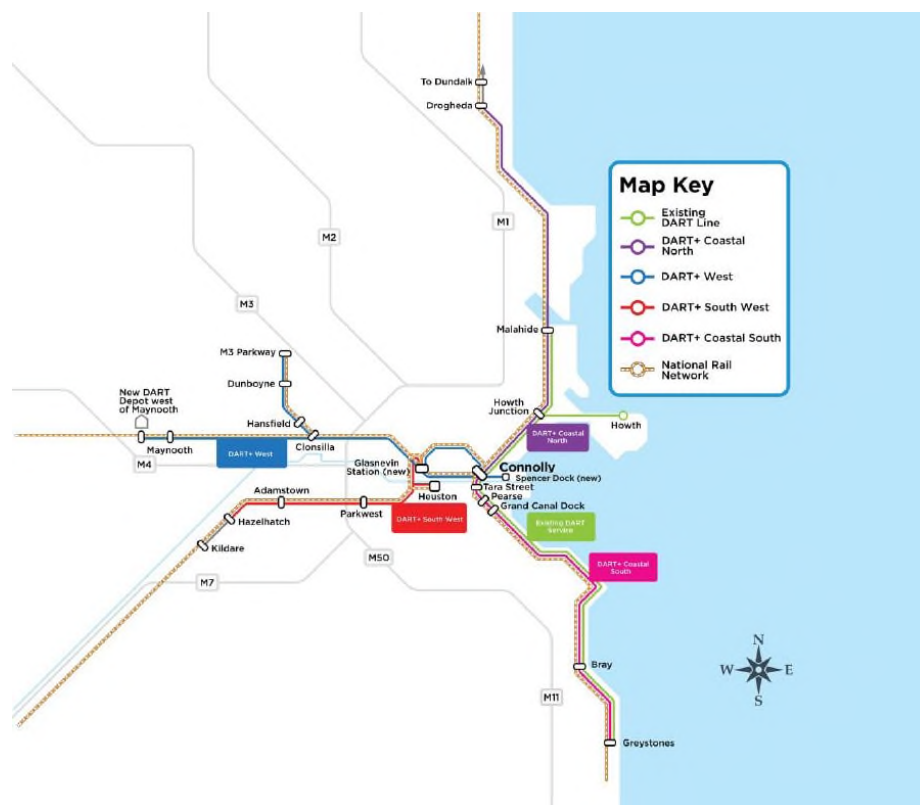 To Dundalk
Drogheda
M1
M2
M3
Map Key
Existing
DART Line
DART+ Coastal
North
DART+ West
DART+ South West
DART+ Coastal South
National Rail
Network
Malahide
M3 Parkway
Dunboyne
New DART
Depot west
of Maynooth
Hansfield
Howth
Junction
Howth
Maynooth
Clonsilla
DART+ West
DART+ Coastal
North
M4
Glasnevin
Station (new)
Connolly
Spencer Dock (new)
Tara Street
Pearse
Grand Canal Dock
Heuston
Adamstown
Parkwest
Hazelhatch
DART+ South West
Existing DART
Service
Kildare
M50
M7
DART+ Coastal
South
N
W
E
S
Bray
M11
Greystones